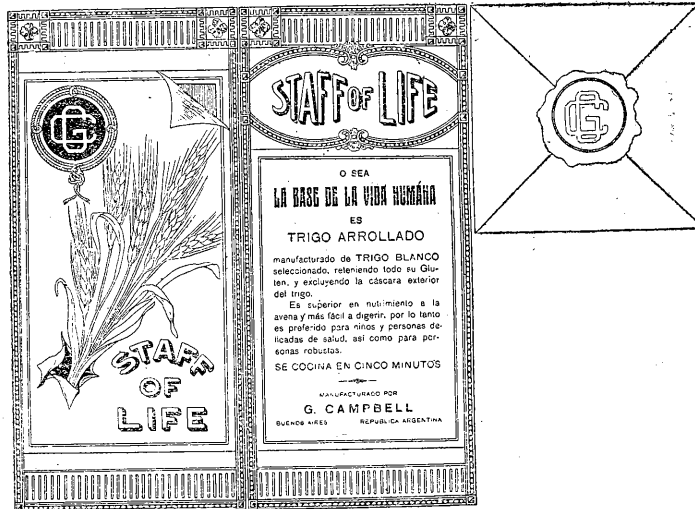 STAFF
OF
LIFE
STAFF OF LIFE
O SEA
LA BASE DE LA VIDA HUMÁNA
ES
TRIGO ARROLLADO
manufacturado de TRIGO BLANCO
seleccionado, reteniendo todo su Glu-
ten, y excluyendo la cáscara exterior
del trigo.
Es superior en nutrimiento a la
avena y más fácil a digerir, por lo tanto
es preferido para ninos y personas de-
licadas de salud, asi como para per-
sonas robustas.
SE COCINA EN CINCO MINUTOS
MANUFACTURADO POR
G. CAMPBELL
BUENOS AIRES REPUBLICA ARGENTINA